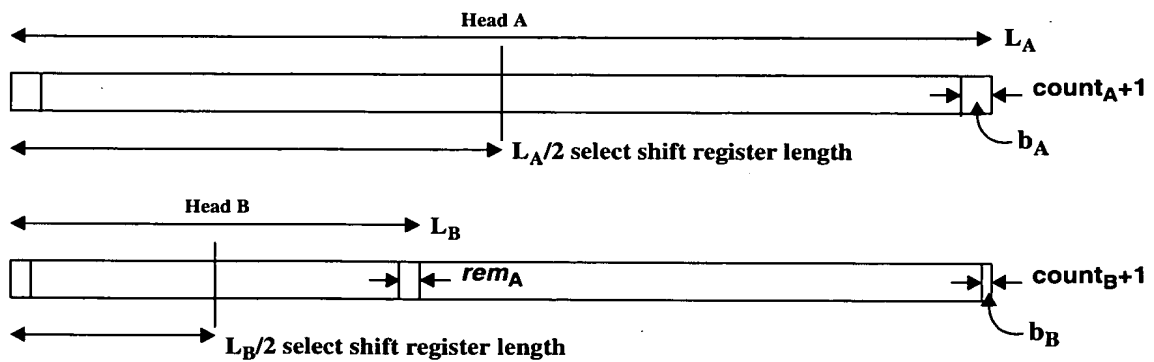 Head A
L_A
count_A+1
b_A
L_A/2 select shift register length
Head B
L_B
rem_A
count_B+1
b_B
L_B/2 select shift register length